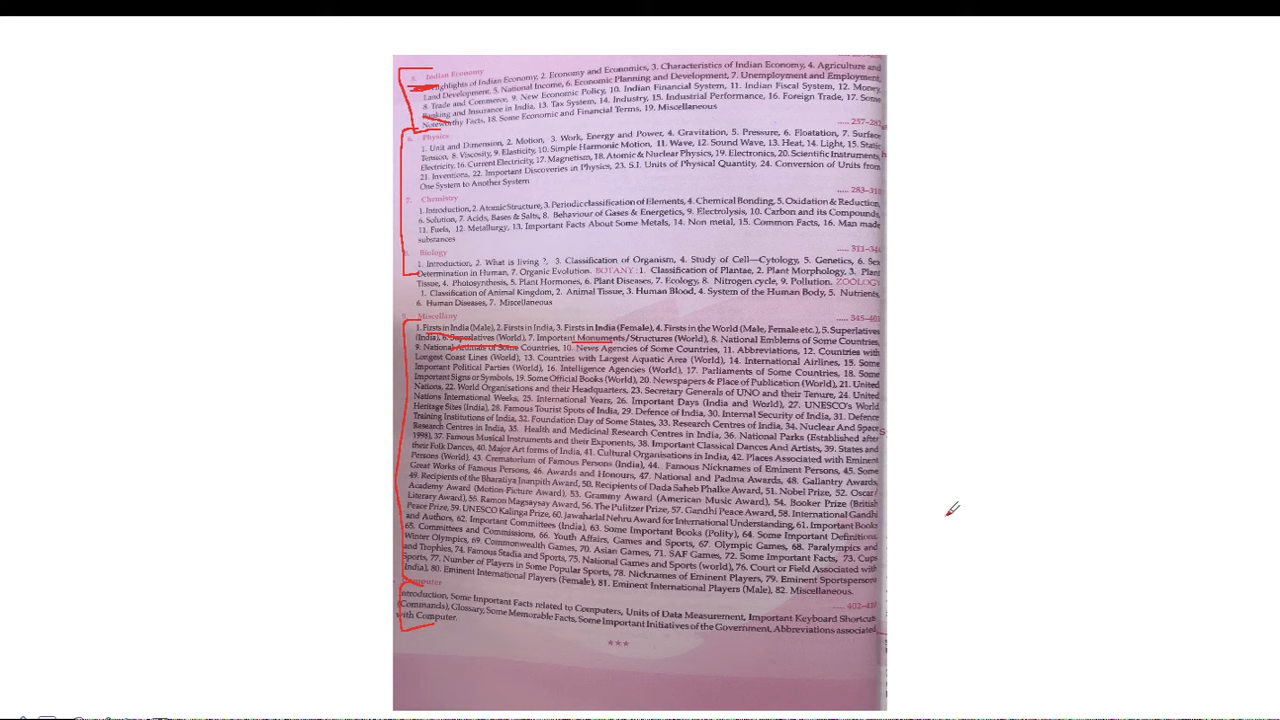 5. Indian Economy
Highlights of Indian Economy, 2. Economy and Economics, 3. Characteristics of Indian Economy, 4. Agriculture and
Land Development, 5. National Income, 6. Economic Planning and Development, 7. Unemployment and Employment,
8. Trade and Commerce, 9. New Economic Policy, 10. Indian Financial System, 11. Indian Fiscal System, 12. Money,
Banking and Insurance in India, 13. Tax System, 14. Industry, 15. Industrial Performance, 16. Foreign Trade, 17. Some
Noteworthy Facts, 18. Some Economic and Financial Terms, 19. Miscellaneous
6. Physics ..... 257–282
1. Unit and Dimension, 2. Motion, 3. Work, Energy and Power, 4. Gravitation, 5. Pressure, 6. Floatation, 7. Surface
Tension, 8. Viscosity, 9. Elasticity, 10. Simple Harmonic Motion, 11. Wave, 12. Sound Wave, 13. Heat, 14. Light, 15. Static
Electricity, 16. Current Electricity, 17. Magnetism, 18. Atomic & Nuclear Physics, 19. Electronics, 20. Scientific Instruments,
21. Inventions, 22. Important Discoveries in Physics, 23. S.I. Units of Physical Quantity, 24. Conversion of Units from
One System to Another System
7. Chemistry ..... 283–310
1. Introduction, 2. Atomic Structure, 3. Periodic classification of Elements, 4. Chemical Bonding, 5. Oxidation & Reduction,
6. Solution, 7. Acids, Bases & Salts, 8. Behaviour of Gases & Energetics, 9. Electrolysis, 10. Carbon and its Compounds,
11. Fuels, 12. Metallurgy, 13. Important Facts About Some Metals, 14. Non metal, 15. Common Facts, 16. Man made
substances
8. Biology ..... 311–344
1. Introduction, 2. What is living ?, 3. Classification of Organism, 4. Study of Cell—Cytology, 5. Genetics, 6. Sex
Determination in Human, 7. Organic Evolution. BOTANY : 1. Classification of Plantae, 2. Plant Morphology, 3. Plant
Tissue, 4. Photosynthesis, 5. Plant Hormones, 6. Plant Diseases, 7. Ecology, 8. Nitrogen cycle, 9. Pollution. ZOOLOGY
1. Classification of Animal Kingdom, 2. Animal Tissue, 3. Human Blood, 4. System of the Human Body, 5. Nutrients,
6. Human Diseases, 7. Miscellaneous
9. Miscellany ..... 345–401
1. Firsts in India (Male), 2. Firsts in India, 3. Firsts in India (Female), 4. Firsts in the World (Male, Female etc.), 5. Superlatives
(India), 6. Superlatives (World), 7. Important Monuments/Structures (World), 8. National Emblems of Some Countries,
9. National Animals of Some Countries, 10. News Agencies of Some Countries, 11. Abbreviations, 12. Countries with
Longest Coast Lines (World), 13. Countries with Largest Aquatic Area (World), 14. International Airlines, 15. Some
Important Political Parties (World), 16. Intelligence Agencies (World), 17. Parliaments of Some Countries, 18. Some
Important Signs or Symbols, 19. Some Official Books (World), 20. Newspapers & Place of Publication (World), 21. United
Nations, 22. World Organisations and their Headquarters, 23. Secretary Generals of UNO and their Tenure, 24. United
Nations International Weeks, 25. International Years, 26. Important Days (India and World), 27. UNESCO's World
Heritage Sites (India), 28. Famous Tourist Spots of India, 29. Defence of India, 30. Internal Security of India, 31. Defence
Training Institutions of India, 32. Foundation Day of Some States, 33. Research Centres of India, 34. Nuclear And Space
Research Centres in India, 35. Health and Medicinal Research Centres in India, 36. National Parks (Established after
1998), 37. Famous Musical Instruments and their Exponents, 38. Important Classical Dances And Artists, 39. States and
their Folk Dances, 40. Major Art forms of India, 41. Cultural Organisations in India, 42. Places Associated with Eminent
Persons (World), 43. Crematorium of Famous Persons (India), 44. Famous Nicknames of Eminent Persons, 45. Some
Great Works of Famous Persons, 46. Awards and Honours, 47. National and Padma Awards, 48. Gallantry Awards,
49. Recipients of the Bharatiya Jnanpith Award, 50. Recipients of Dada Saheb Phalke Award, 51. Nobel Prize, 52. Oscar/
Academy Award (Motion Picture Award), 53. Grammy Award (American Music Award), 54. Booker Prize (British
Literary Award), 55. Ramon Magsaysay Award, 56. The Pulitzer Prize, 57. Gandhi Peace Award, 58. International Gandhi
Peace Prize, 59. UNESCO Kalinga Prize, 60. Jawaharlal Nehru Award for International Understanding, 61. Important Books
and Authors, 62. Important Committees (India), 63. Some Important Books (Polity), 64. Some Important Definitions
65. Committees and Commissions, 66. Youth Affairs, Games and Sports, 67. Olympic Games, 68. Paralympics and
Winter Olympics, 69. Commonwealth Games, 70. Asian Games, 71. SAF Games, 72. Some Important Facts, 73. Cups
and Trophies, 74. Famous Stadia and Sports, 75. National Games and Sports (world), 76. Court or Field Associated with
Sports, 77. Number of Players in Some Popular Sports, 78. Nicknames of Eminent Players, 79. Eminent Sportspersons
India), 80. Eminent International Players (Female), 81. Eminent International Players (Male), 82. Miscellaneous.
Computer ..... 402–41
Introduction, Some Important Facts related to Computers, Units of Data Measurement, Important Keyboard Shortcuts
(Commands), Glossary, Some Memorable Facts, Some Important Initiatives of the Government, Abbreviations associated
with Computer.